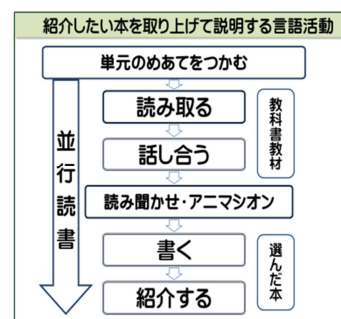 紹介したい本を取り上げて説明する言語活動
単元のめあてをつかむ
並行読書
読み取る
話し合う
教科書教材
読み聞かせ・アニマシオン
書く
紹介する
選んだ本